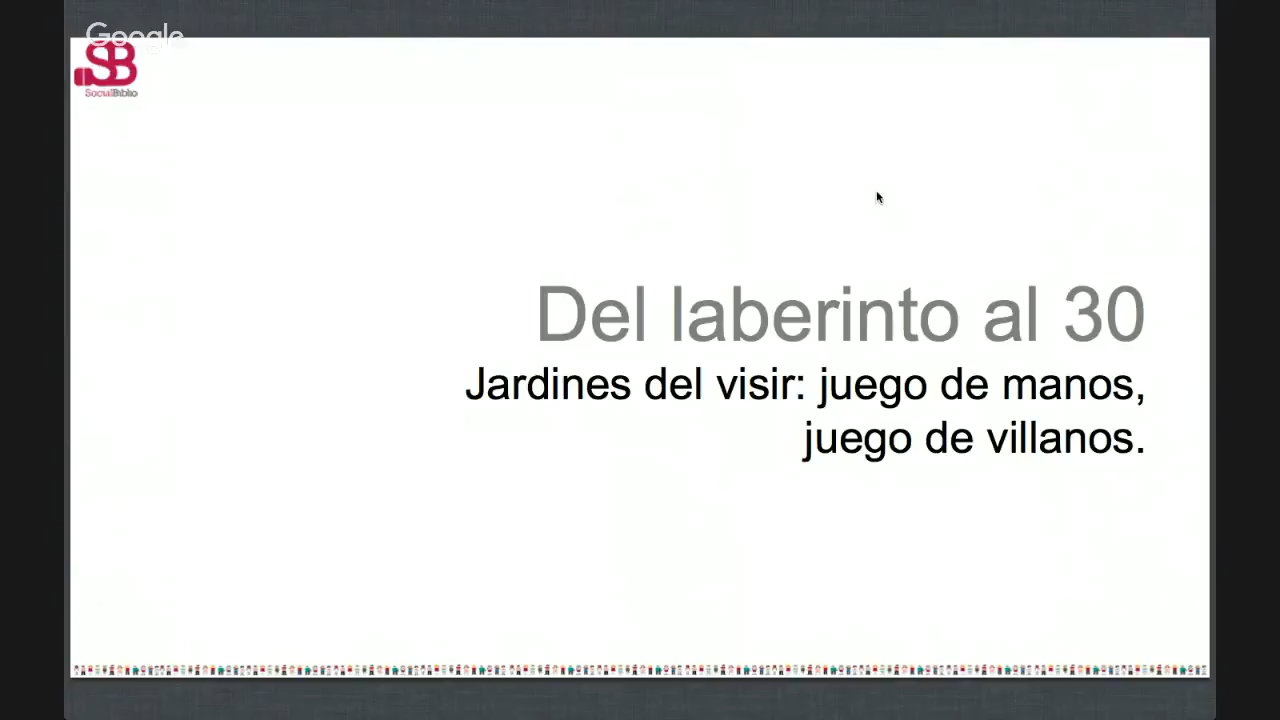 Google
SB
SocialBiblio
Del laberinto al 30
Jardines del visir: juego de manos,
juego de villanos.